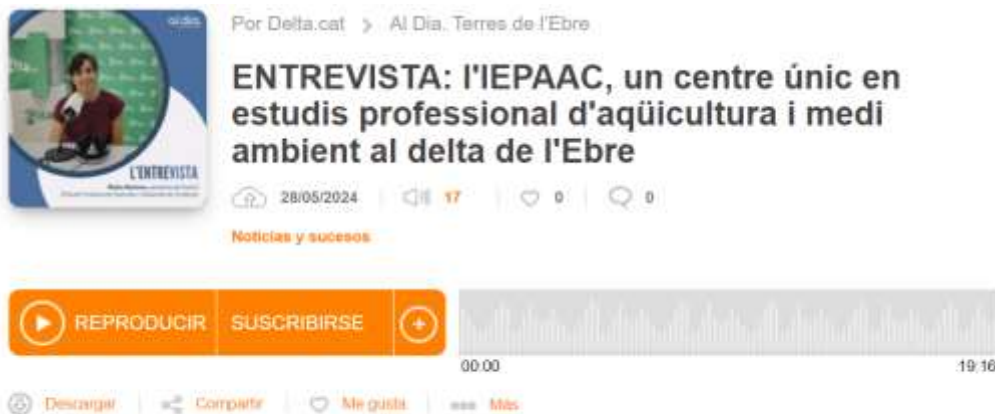 al dia
L'ENTREVISTA
Por Delta.cat > Al Dia. Terres de l'Ebre
ENTREVISTA: l'IEPAAC, un centre únic en
estudis professional d'aqüicultura i medi
ambient al delta de l'Ebre
28/05/2024 17 0 0
Noticias y sucesos
REPRODUCIR SUSCRIBIRSE
00:00 19:16
Descargar Compartir Me gusta Más